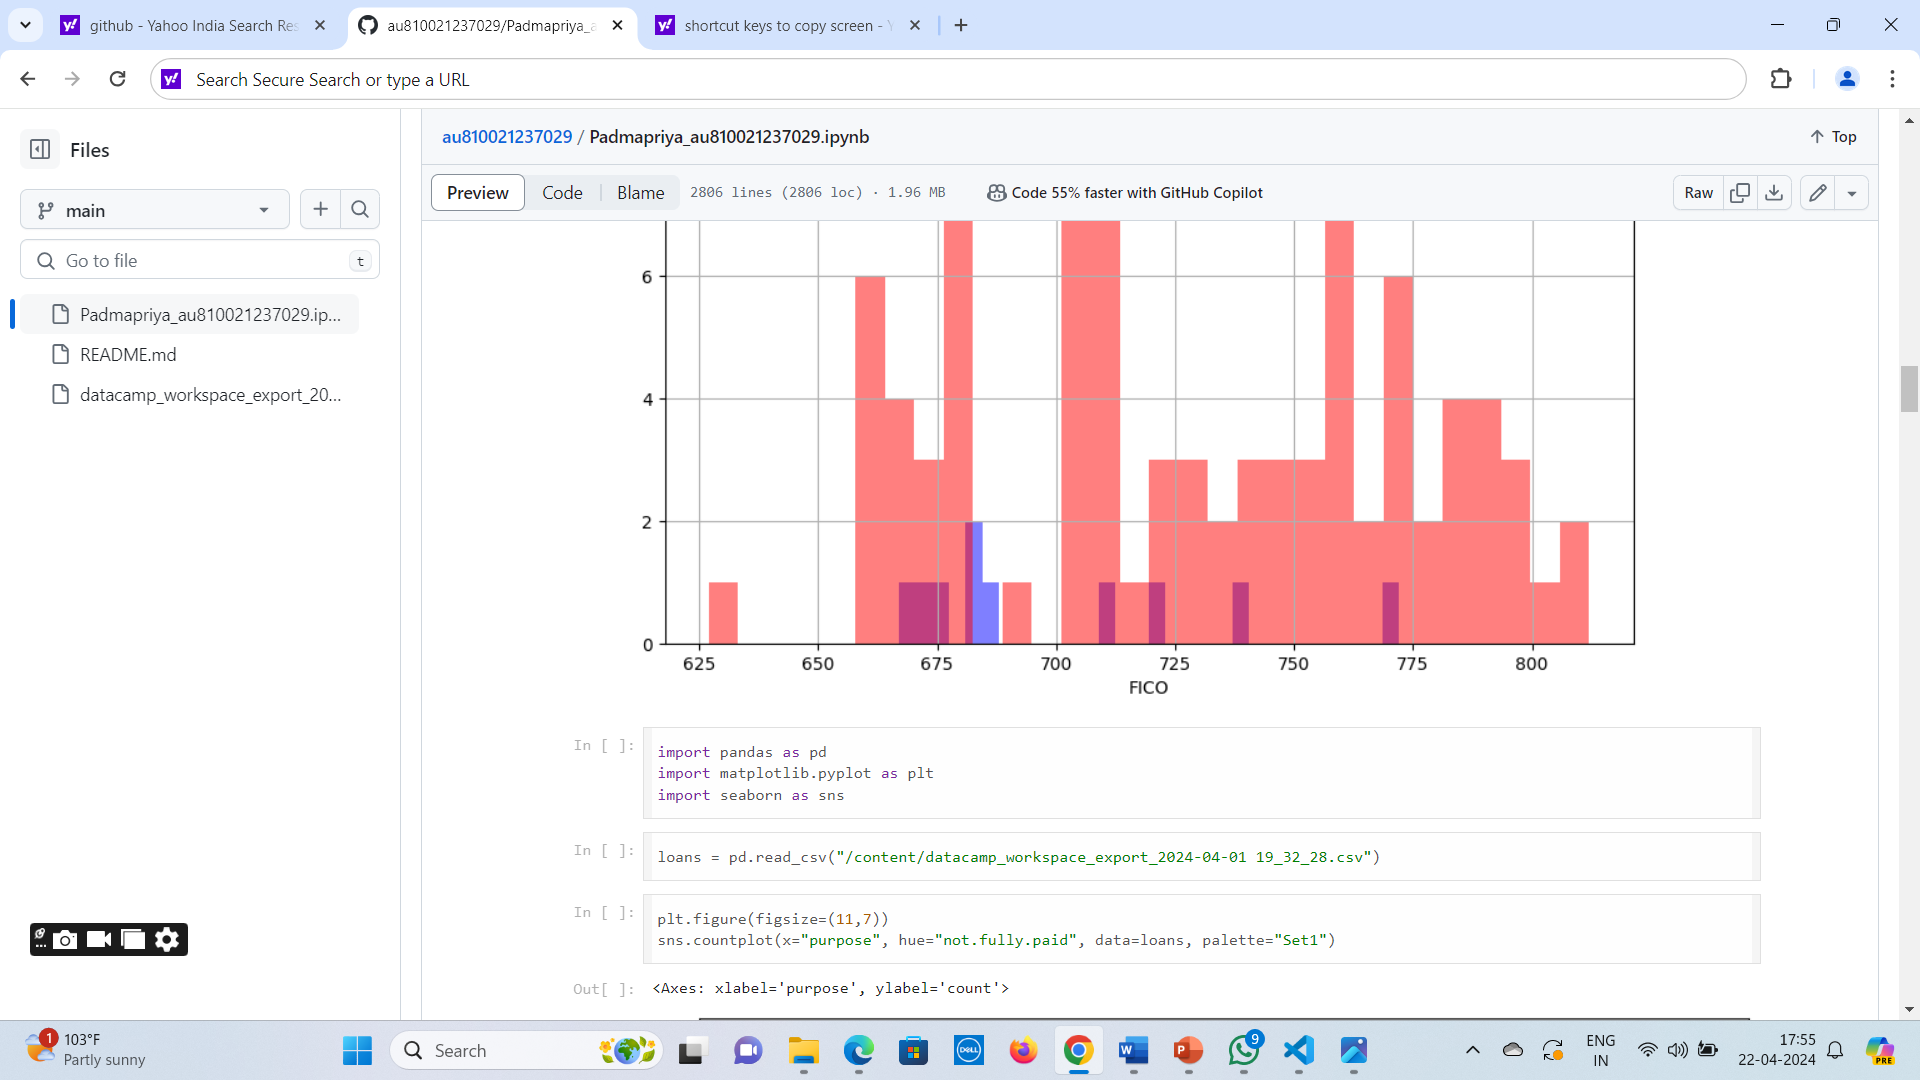 github - Yahoo India Search Res
au810021237029/Padmapriya_a
shortcut keys to copy screen - Y
Search Secure Search or type a URL
Files
au810021237029 / Padmapriya_au810021237029.ipynb
Top
main
Preview
Code
Blame
2806 lines (2806 loc) · 1.96 MB
Code 55% faster with GitHub Copilot
Raw
Go to file
t
Padmapriya_au810021237029.ip...
README.md
datacamp_workspace_export_20...
6
4
2
0
625 650 675 700 725 750 775 800
FICO
In [ ]:
import pandas as pd
import matplotlib.pyplot as plt
import seaborn as sns
In [ ]:
loans = pd.read_csv("/content/datacamp_workspace_export_2024-04-01 19_32_28.csv")
In [ ]:
plt.figure(figsize=(11,7))
sns.countplot(x="purpose", hue="not.fully.paid", data=loans, palette="Set1")
Out[ ]:
<Axes: xlabel='purpose', ylabel='count'>
1
103°F
Partly sunny
Search
DELL
W
P
9
ENG
IN
17:55
22-04-2024
PRE